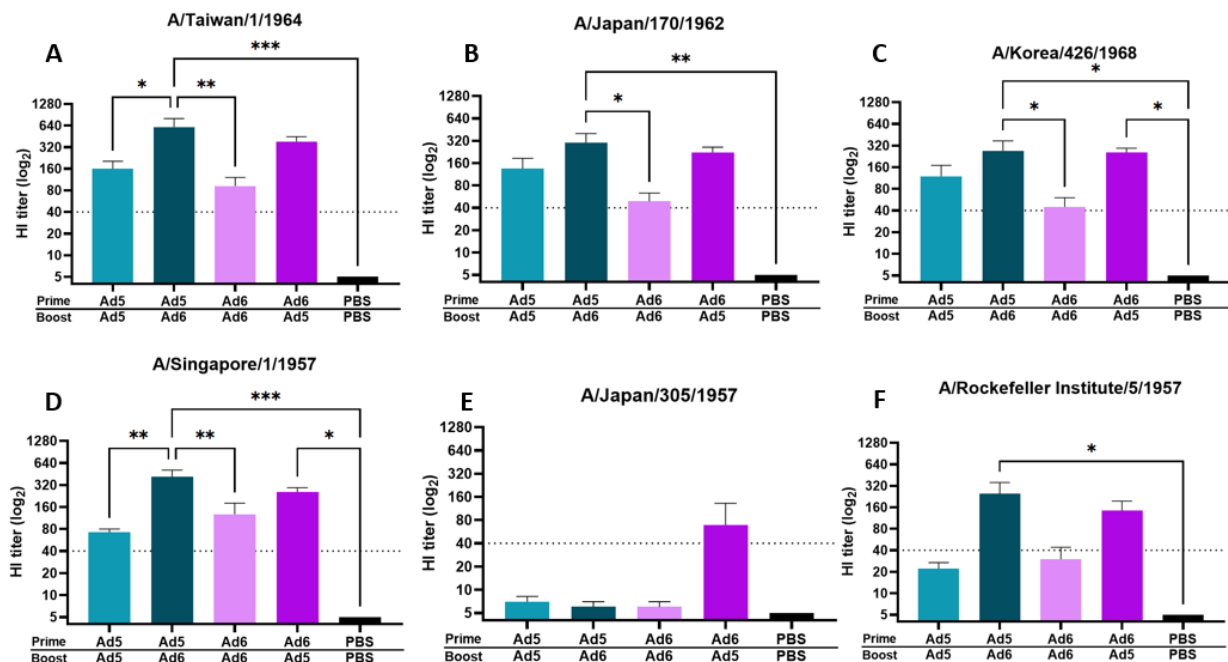 A/Taiwan/1/1964
A
***
*
**
HI titer (log2)
1280
640
320
160
80
40
20
10
5
Prime Ad5 Ad5 Ad6 Ad6 PBS
Boost Ad5 Ad6 Ad6 Ad5 PBS
A/Japan/170/1962
B
**
*
HI titer (log2)
1280
640
320
160
80
40
20
10
5
Ad5 Ad5 Ad6 Ad6 PBS
Ad5 Ad6 Ad6 Ad5 PBS
A/Korea/426/1968
C
*
*
*
HI titer (log2)
1280
640
320
160
80
40
20
10
5
Ad5 Ad5 Ad6 Ad6 PBS
Ad5 Ad6 Ad6 Ad5 PBS
A/Singapore/1/1957
D
***
**
**
*
HI titer (log2)
1280
640
320
160
80
40
20
10
5
Prime Ad5 Ad5 Ad6 Ad6 PBS
Boost Ad5 Ad6 Ad6 Ad5 PBS
A/Japan/305/1957
E
HI titer (log2)
1280
640
320
160
80
40
20
10
5
Ad5 Ad5 Ad6 Ad6 PBS
Ad5 Ad6 Ad6 Ad5 PBS
A/Rockefeller Institute/5/1957
F
*
HI titer (log2)
1280
640
320
160
80
40
20
10
5
Ad5 Ad5 Ad6 Ad6 PBS
Ad5 Ad6 Ad6 Ad5 PBS